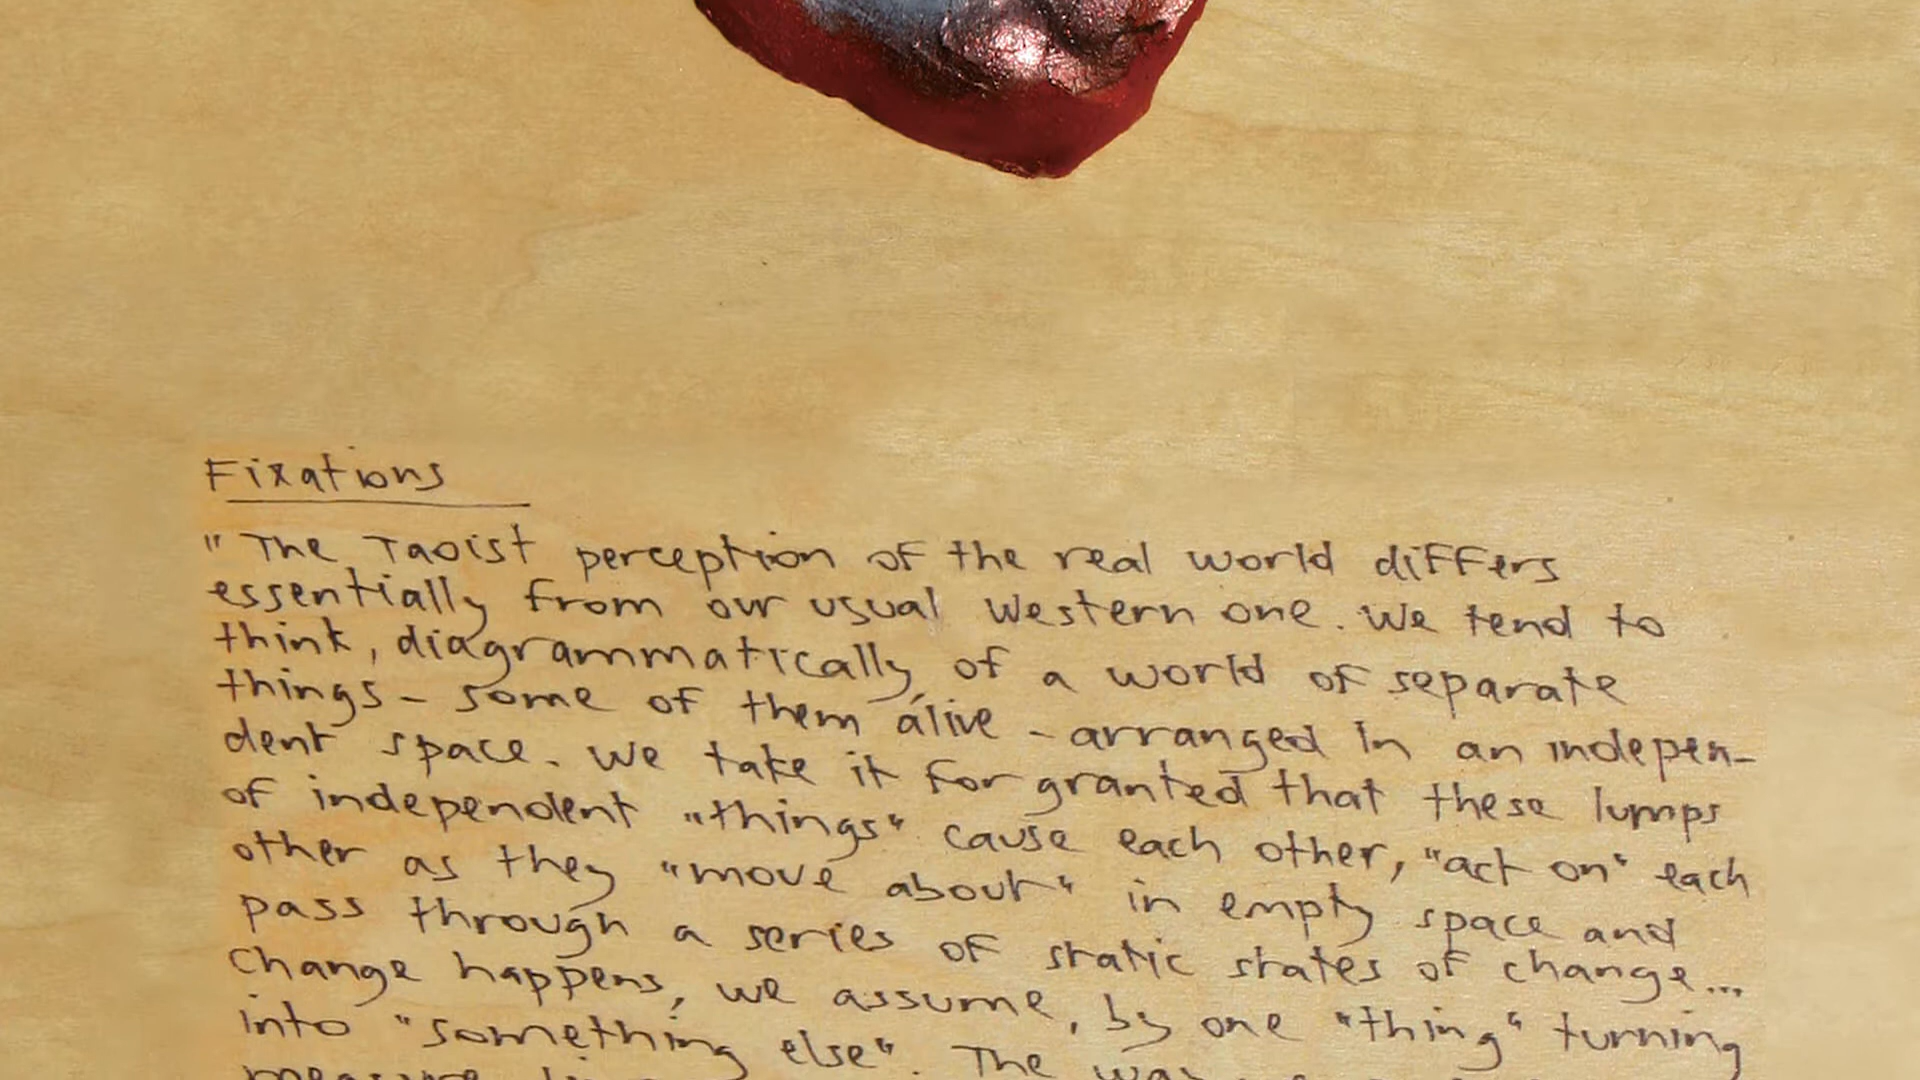 Fixations
"The Taoist perception of the real world differs
essentially from our usual Western one. We tend to
think, diagrammatically, of a world of separate
things - some of them alive - arranged in an indepen-
dent space. We take it for granted that these lumps
of independent "things" cause each other, "act on" each
other as they "move about" in empty space and
pass through a series of static states of change...
Change happens, we assume, by one "thing" turning
into "something else". The way
measure